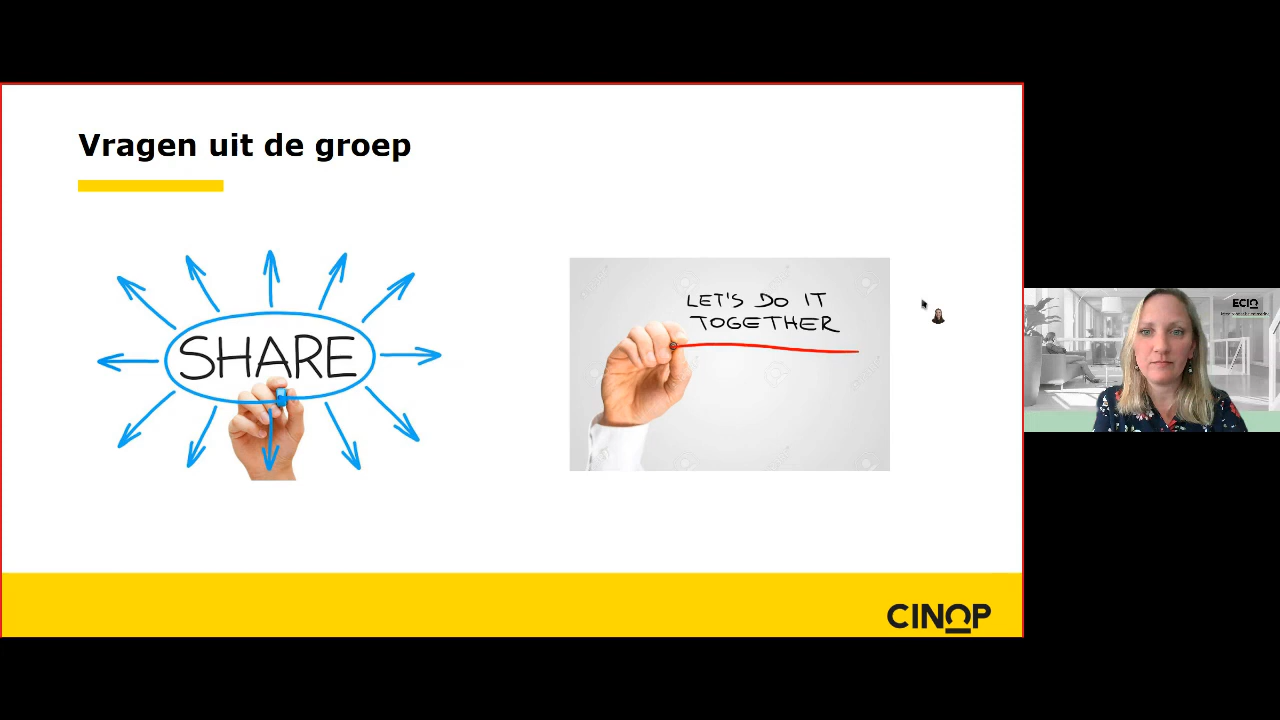 Vragen uit de groep
SHARE
LET'S DO IT
TOGETHER
CINOP
ECIO